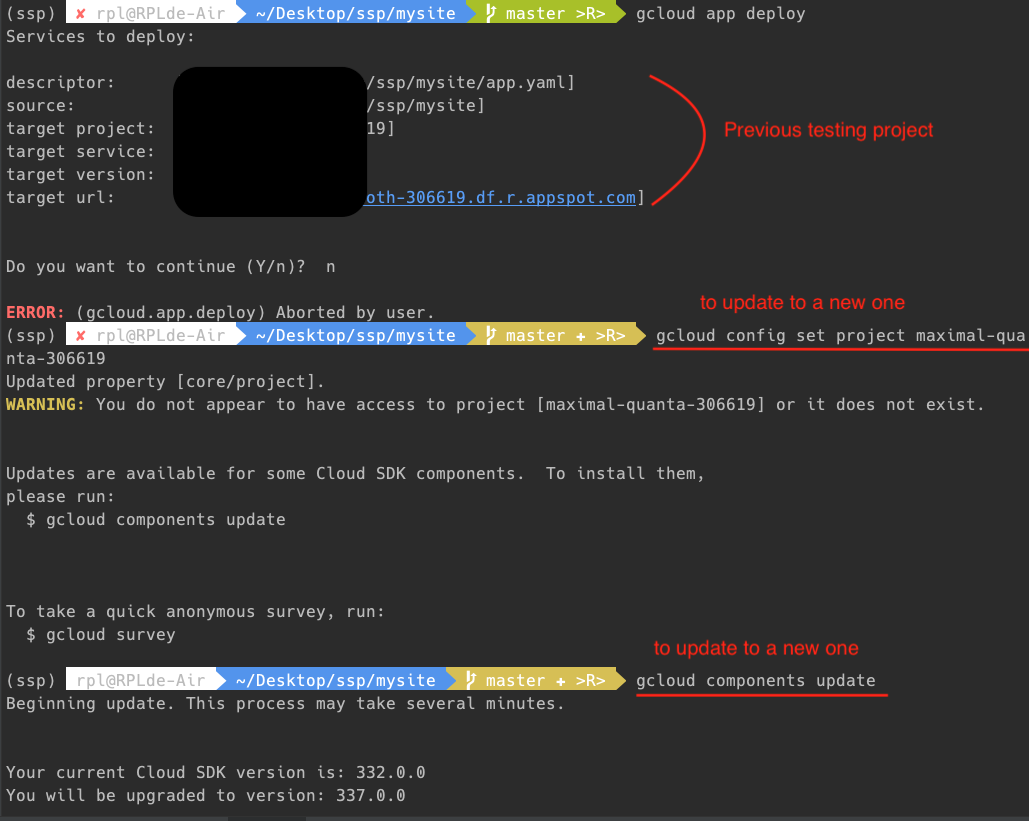 (ssp) ✘ rpl@RPLde-Air ~/Desktop/ssp/mysite master >R> gcloud app deploy
Services to deploy:
descriptor: /ssp/mysite/app.yaml]
source: /ssp/mysite]
target project: 19]
Previous testing project
target service:
target version:
target url: oth-306619.df.r.appspot.com]
Do you want to continue (Y/n)? n
to update to a new one
ERROR: (gcloud.app.deploy) Aborted by user.
(ssp) ✘ rpl@RPLde-Air ~/Desktop/ssp/mysite master + >R> gcloud config set project maximal-qua
nta-306619
Updated property [core/project].
WARNING: You do not appear to have access to project [maximal-quanta-306619] or it does not exist.
Updates are available for some Cloud SDK components. To install them,
please run:
$ gcloud components update
To take a quick anonymous survey, run:
$ gcloud survey
to update to a new one
(ssp) rpl@RPLde-Air ~/Desktop/ssp/mysite master + >R> gcloud components update
Beginning update. This process may take several minutes.
Your current Cloud SDK version is: 332.0.0
You will be upgraded to version: 337.0.0